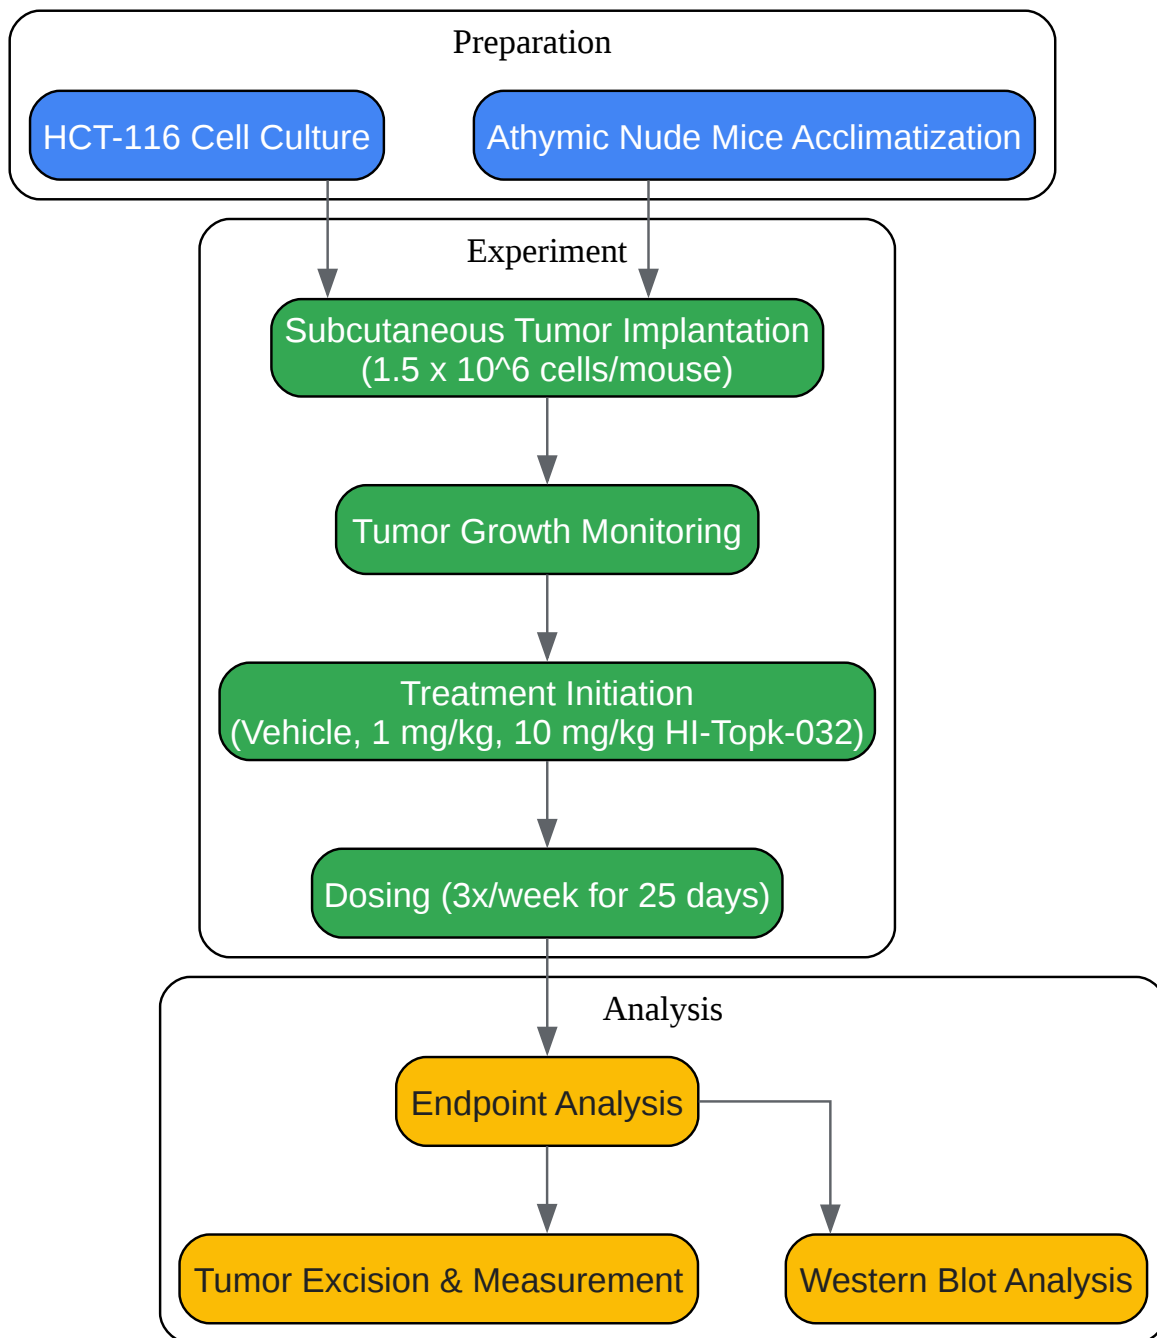 Preparation
HCT-116 Cell Culture
Athymic Nude Mice Acclimatization
Experiment
Subcutaneous Tumor Implantation
(1.5 x 10^6 cells/mouse)
Tumor Growth Monitoring
Treatment Initiation
(Vehicle, 1 mg/kg, 10 mg/kg HI-Topk-032)
Dosing (3x/week for 25 days)
Analysis
Endpoint Analysis
Tumor Excision & Measurement
Western Blot Analysis